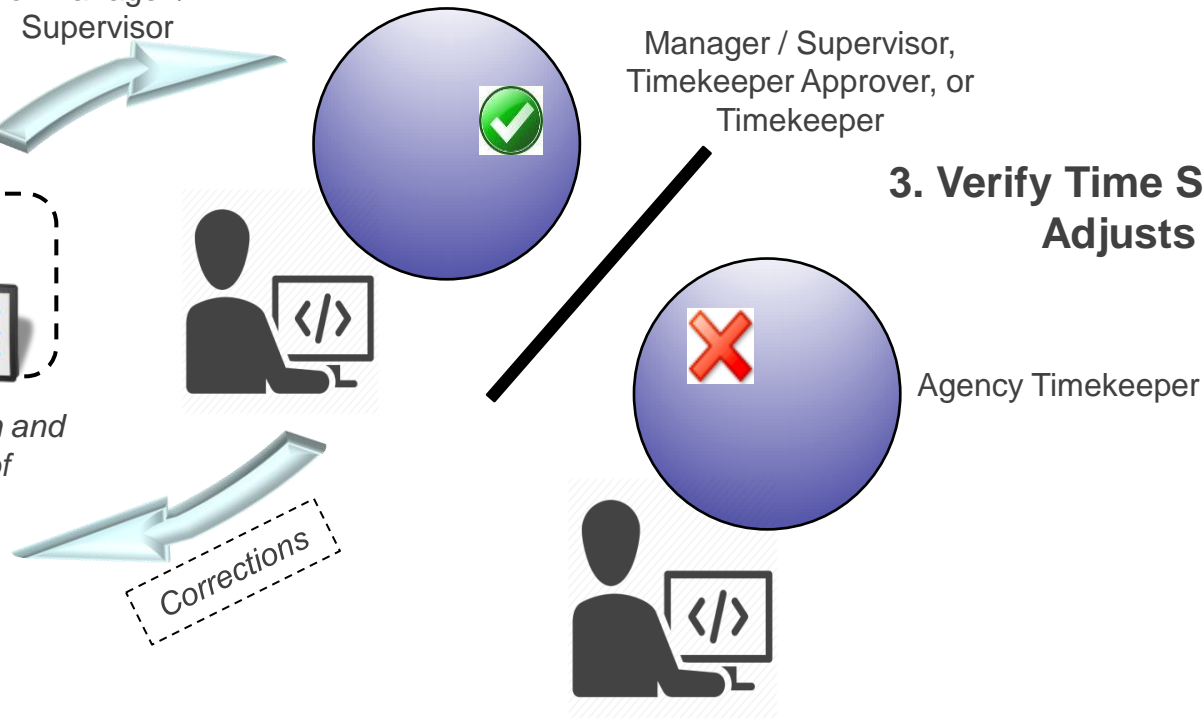 Supervisor
Manager / Supervisor,
Timekeeper Approver, or
Timekeeper
3. Verify Time S
Adjusts
</>
Agency Timekeeper
and
Corrections
</>